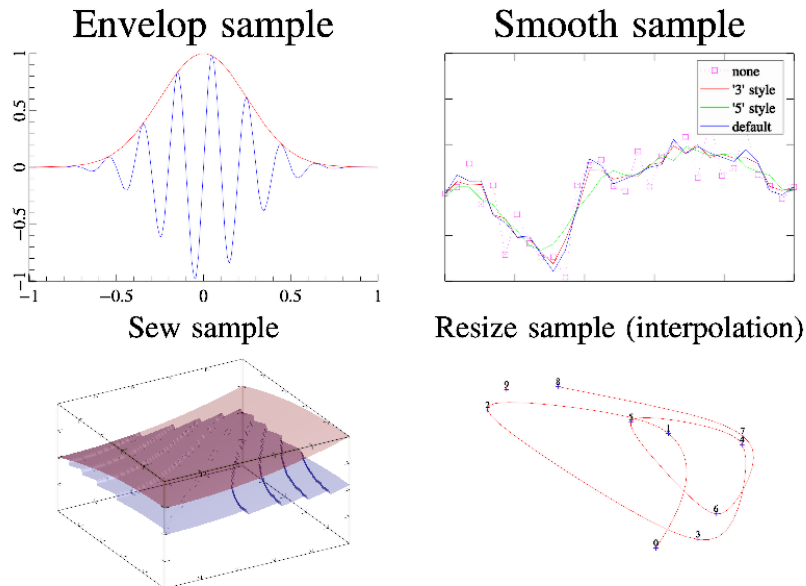 Envelop sample
Smooth sample
1
0.5
0
−0.5
−1
−1
−0.5
0
0.5
1
none
'3' style
'5' style
default
Sew sample
Resize sample (interpolation)
9
8
2
5
1
7
4
6
3
0